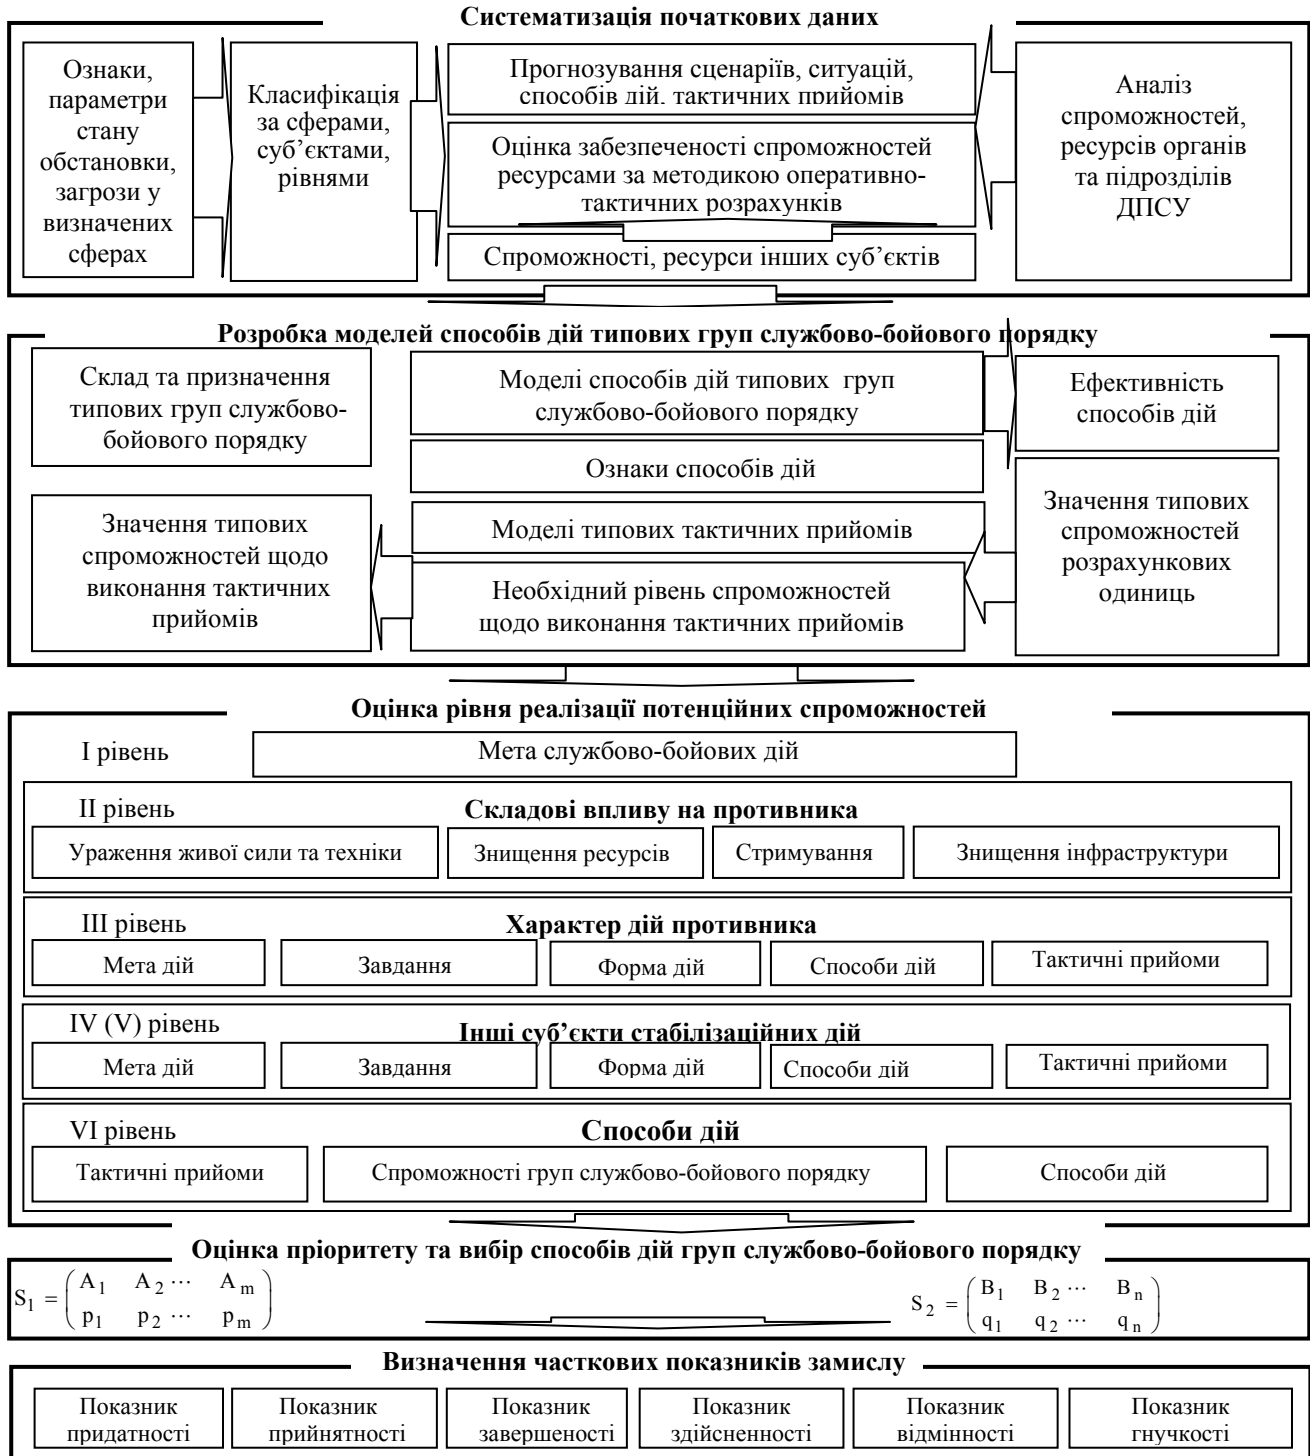 Систематизація початкових даних
Ознаки,
параметри
стану
обстановки,
загрози у
визначених
сферах
Класифікація
за сферами,
суб’єктами,
рівнями
Прогнозування сценаріїв, ситуацій,
способів дій, тактичних прийомів
Оцінка забезпеченості спроможностей
ресурсами за методикою оперативно-
тактичних розрахунків
Спроможності, ресурси інших суб’єктів
Аналіз
спроможностей,
ресурсів органів
та підрозділів
ДПСУ
Розробка моделей способів дій типових груп службово-бойового порядку
Склад та призначення
типових груп службово-
бойового порядку
Моделі способів дій типових груп
службово-бойового порядку
Ефективність
способів дій
Ознаки способів дій
Значення типових
спроможностей щодо
виконання тактичних
прийомів
Моделі типових тактичних прийомів
Необхідний рівень спроможностей
щодо виконання тактичних прийомів
Значення типових
спроможностей
розрахункових
одиниць
Оцінка рівня реалізації потенційних спроможностей
I рівень
Мета службово-бойових дій
II рівень
Складові впливу на противника
Ураження живої сили та техніки
Знищення ресурсів
Стримування
Знищення інфраструктури
III рівень
Характер дій противника
Мета дій
Завдання
Форма дій
Способи дій
Тактичні прийоми
IV (V) рівень
Інші суб’єкти стабілізаційних дій
Мета дій
Завдання
Форма дій
Способи дій
Тактичні прийоми
VI рівень
Способи дій
Тактичні прийоми
Спроможності груп службово-бойового порядку
Способи дій
Оцінка пріоритету та вибір способів дій груп службово-бойового порядку
S₁ = ( A₁ A₂ ⋯ Aₘ
p₁ p₂ ⋯ pₘ )
S₂ = ( B₁ B₂ ⋯ Bₙ
q₁ q₂ ⋯ qₙ )
Визначення часткових показників замислу
Показник
придатності
Показник
прийнятності
Показник
завершеності
Показник
здійсненності
Показник
відмінності
Показник
гнучкості